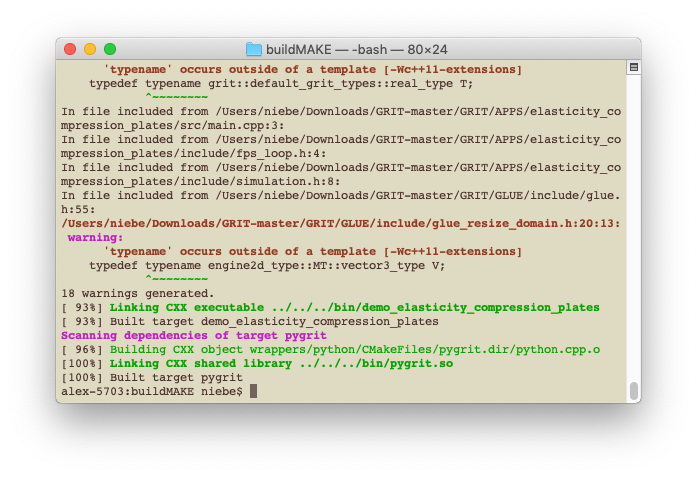 buildMAKE — -bash — 80×24
'typename' occurs outside of a template [-Wc++11-extensions]
typedef typename grit::default_grit_types::real_type T;
^~~~~~~~~
In file included from /Users/niebe/Downloads/GRIT-master/GRIT/APPS/elasticity_co
mpression_plates/src/main.cpp:3:
In file included from /Users/niebe/Downloads/GRIT-master/GRIT/APPS/elasticity_co
mpression_plates/include/fps_loop.h:4:
In file included from /Users/niebe/Downloads/GRIT-master/GRIT/APPS/elasticity_co
mpression_plates/include/simulation.h:8:
In file included from /Users/niebe/Downloads/GRIT-master/GRIT/GLUE/include/glue.
h:55:
/Users/niebe/Downloads/GRIT-master/GRIT/GLUE/include/glue_resize_domain.h:20:13:
warning:
'typename' occurs outside of a template [-Wc++11-extensions]
typedef typename engine2d_type::MT::vector3_type V;
^~~~~~~~~
18 warnings generated.
[ 93%] Linking CXX executable ../../../bin/demo_elasticity_compression_plates
[ 93%] Built target demo_elasticity_compression_plates
Scanning dependencies of target pygrit
[ 96%] Building CXX object wrappers/python/CMakeFiles/pygrit.dir/python.cpp.o
[100%] Linking CXX shared library ../../../bin/pygrit.so
[100%] Built target pygrit
alex-5703:buildMAKE niebe$